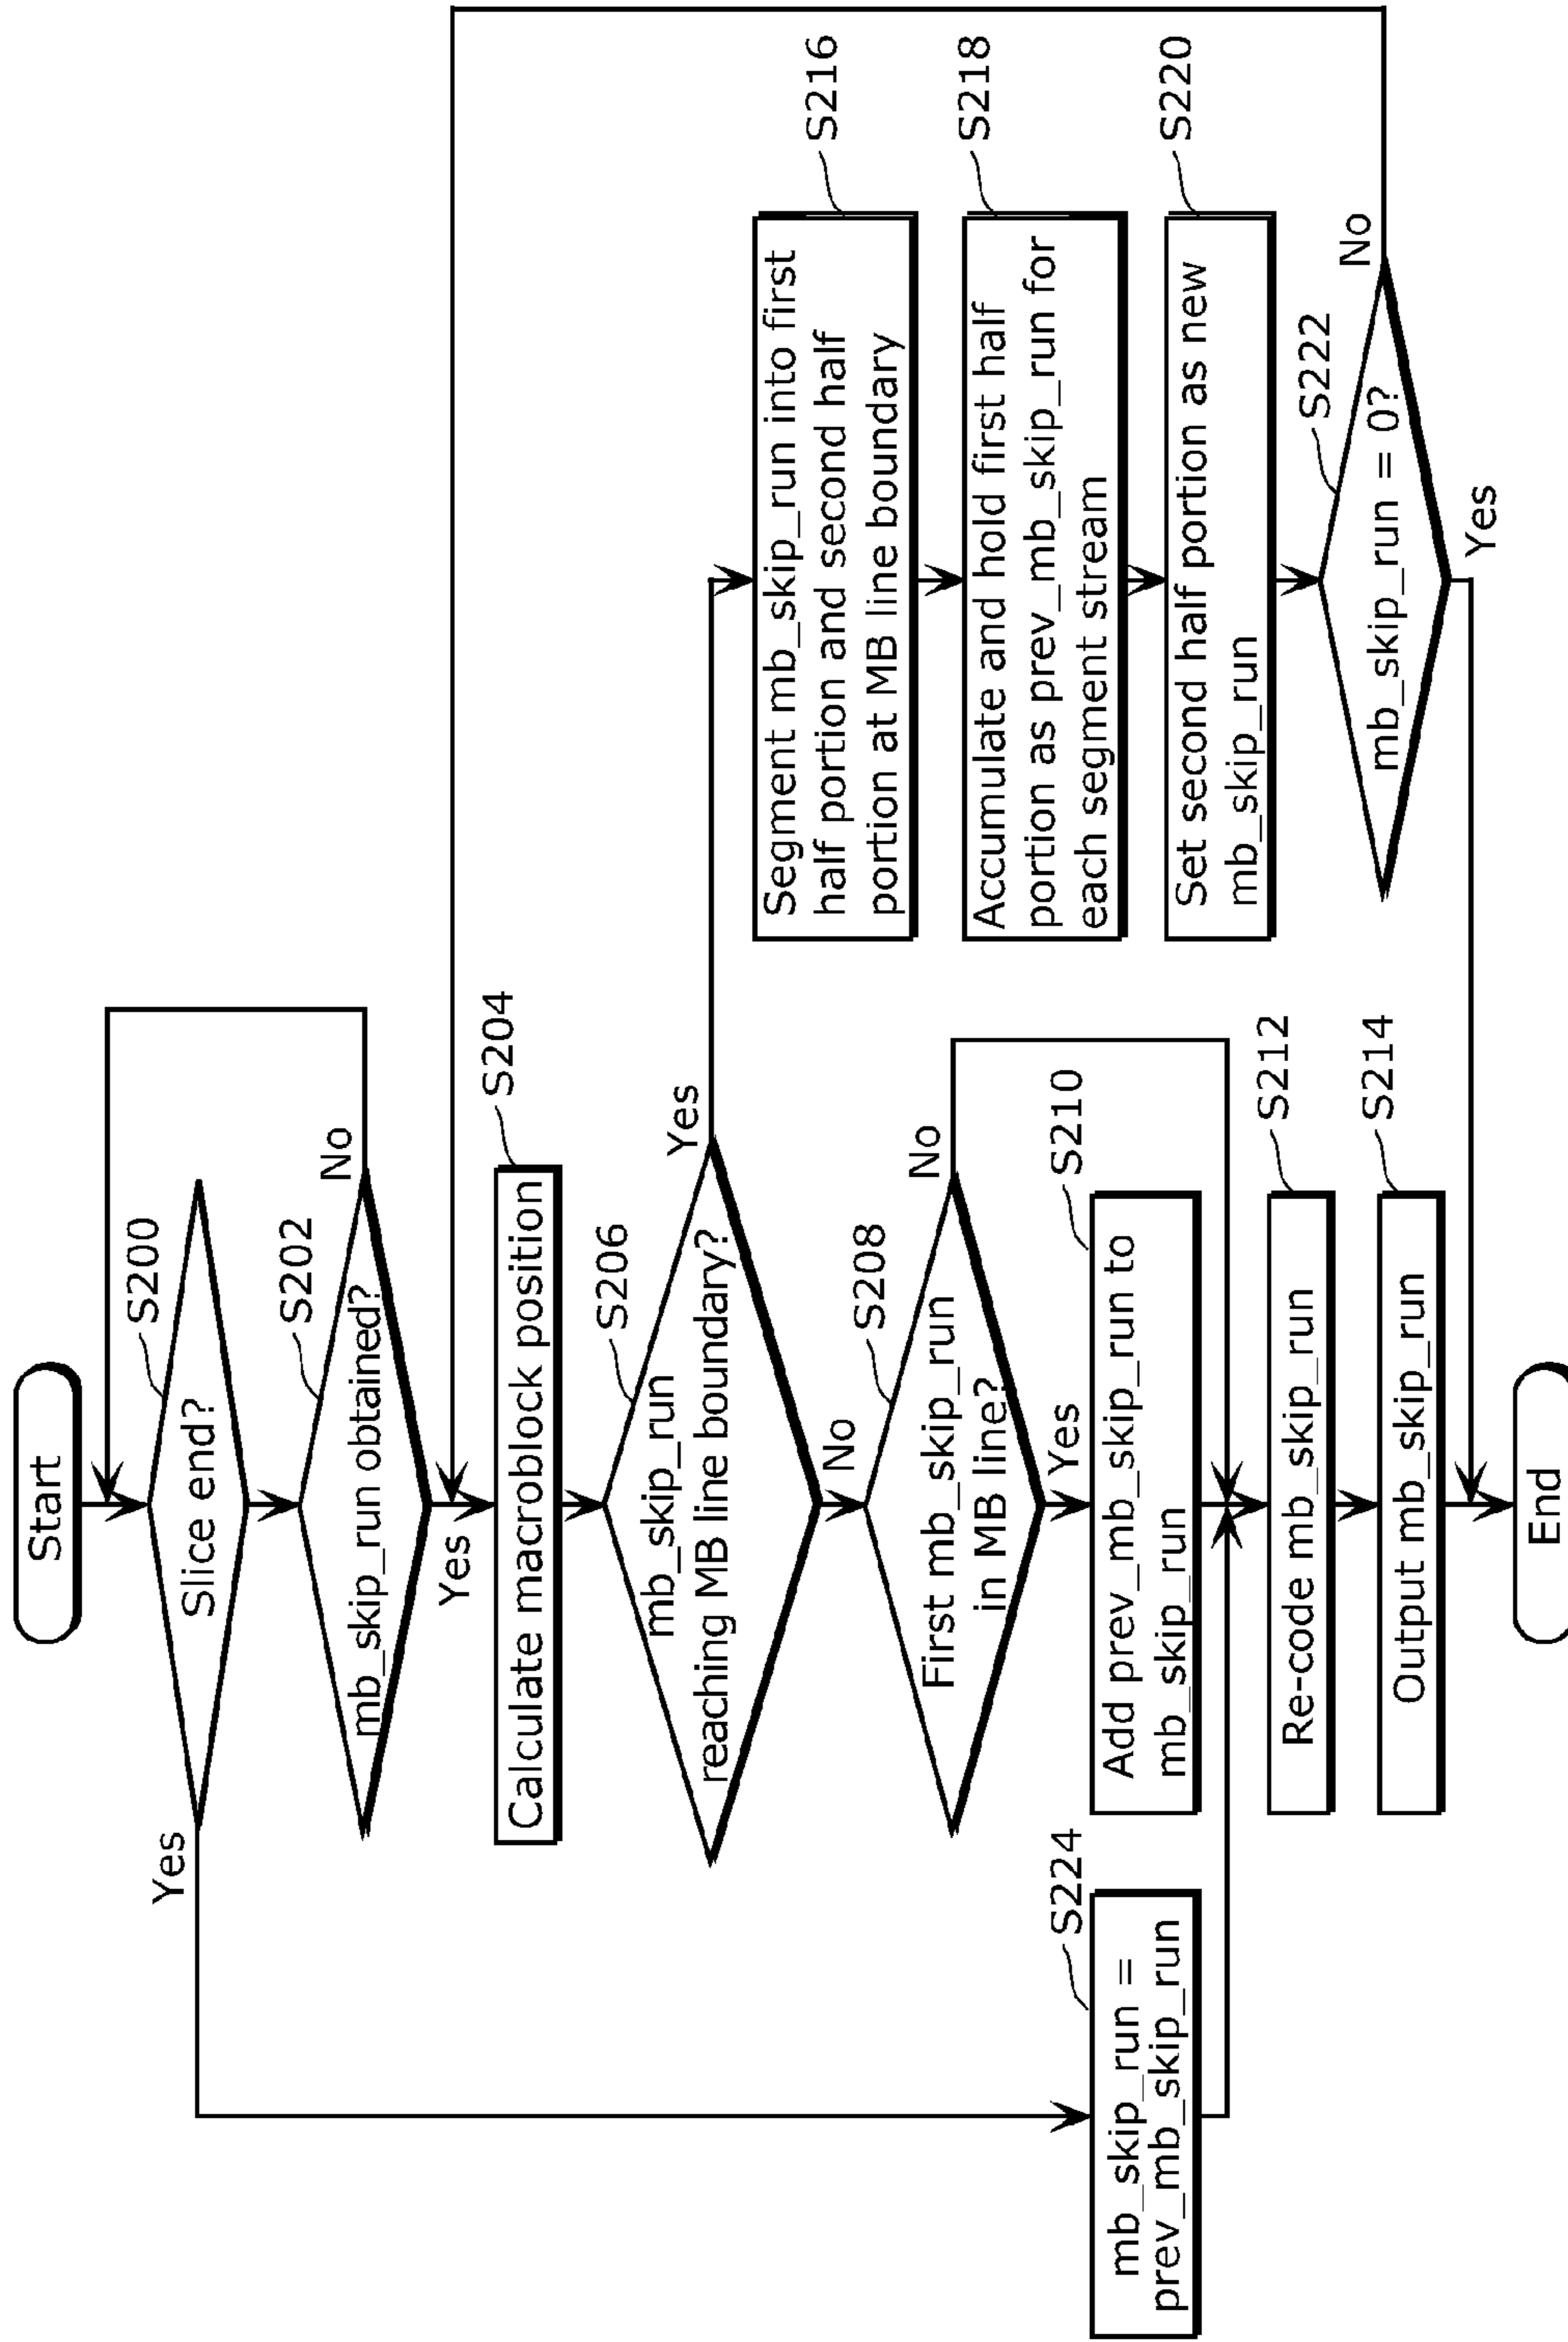 Start
S200
Slice end?
Yes
S202
mb_skip_run obtained?
No
Yes
S204
Calculate macroblock position
S206
mb_skip_run
reaching MB line boundary?
Yes
No
S208
First mb_skip_run
in MB line?
No
Yes
S210
Add prev_mb_skip_run to
mb_skip_run
S224
mb_skip_run =
prev_mb_skip_run
S212
Re-code mb_skip_run
S214
Output mb_skip_run
S216
Segment mb_skip_run into first
half portion and second half
portion at MB line boundary
S218
Accumulate and hold first half
portion as prev_mb_skip_run for
each segment stream
S220
Set second half portion as new
mb_skip_run
S222
mb_skip_run = 0?
No
Yes
End